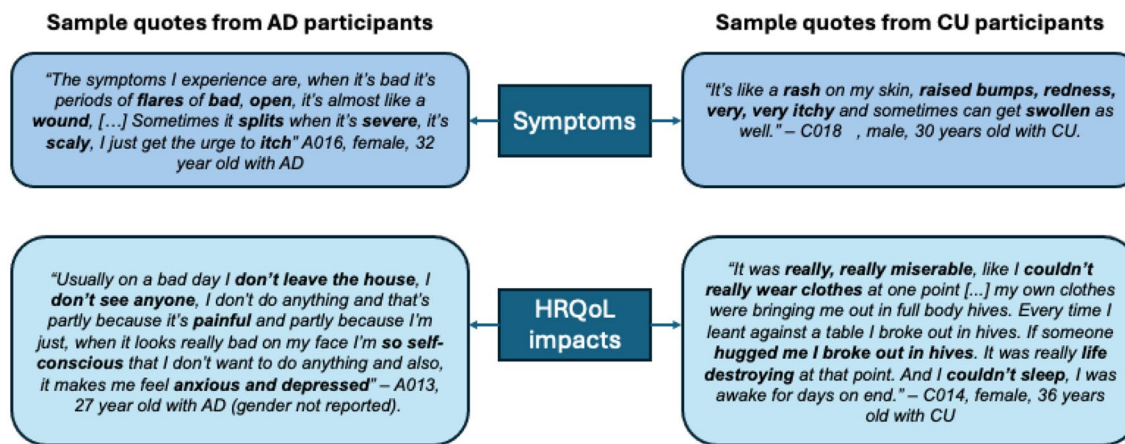 Sample quotes from AD participants
Sample quotes from CU participants
“The symptoms I experience are, when it’s bad it’s
periods of flares of bad, open, it’s almost like a
wound, [...] Sometimes it splits when it’s severe, it’s
scaly, I just get the urge to itch” A016, female, 32
year old with AD
Symptoms
“It’s like a rash on my skin, raised bumps, redness,
very, very itchy and sometimes can get swollen as
well.” – C018 , male, 30 years old with CU.
“Usually on a bad day I don’t leave the house, I
don’t see anyone, I don’t do anything and that’s
partly because it’s painful and partly because I’m
just, when it looks really bad on my face I’m so self-
conscious that I don’t want to do anything and also,
it makes me feel anxious and depressed” – A013,
27 year old with AD (gender not reported).
HRQoL
impacts
“It was really, really miserable, like I couldn’t
really wear clothes at one point [...] my own clothes
were bringing me out in full body hives. Every time I
leant against a table I broke out in hives. If someone
hugged me I broke out in hives. It was really life
destroying at that point. And I couldn’t sleep, I was
awake for days on end.” – C014, female, 36 years
old with CU